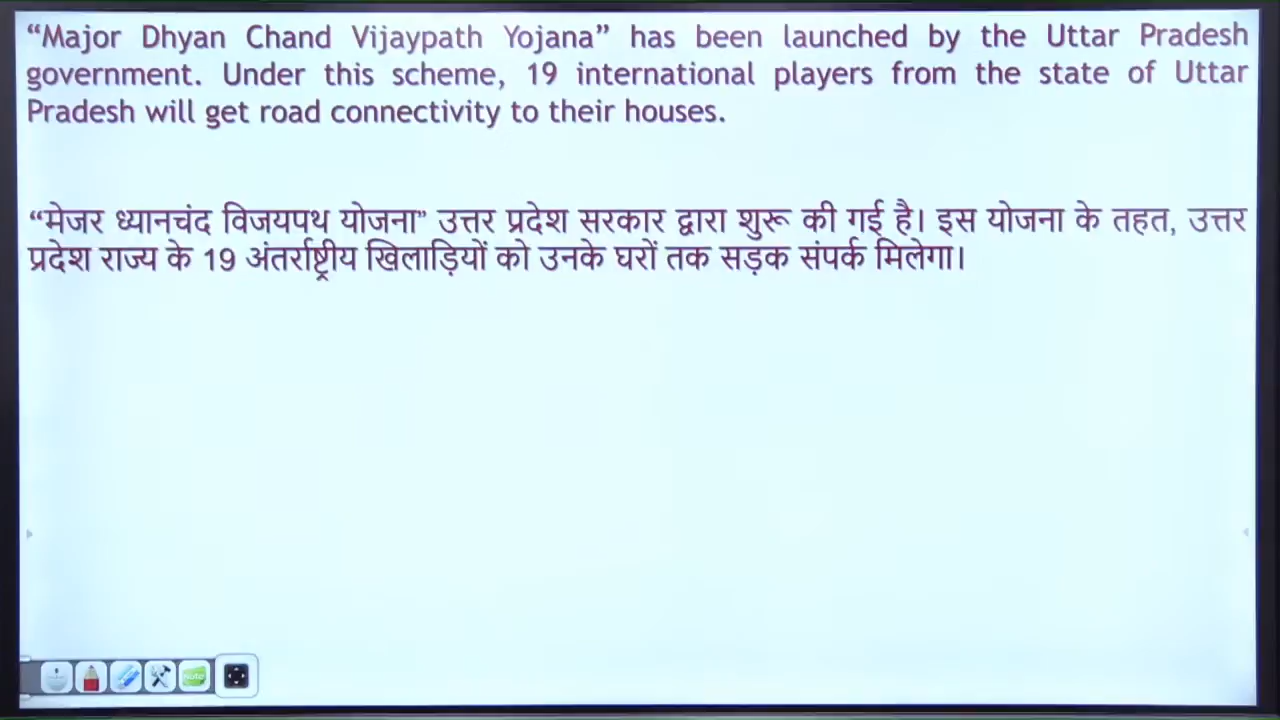 “Major Dhyan Chand Vijaypath Yojana” has been launched by the Uttar Pradesh
government. Under this scheme, 19 international players from the state of Uttar
Pradesh will get road connectivity to their houses.
“मेजर ध्यानचंद विजयपथ योजना” उत्तर प्रदेश सरकार द्वारा शुरू की गई है। इस योजना के तहत, उत्तर
प्रदेश राज्य के 19 अंतर्राष्ट्रीय खिलाड़ियों को उनके घरों तक सड़क संपर्क मिलेगा।
Note